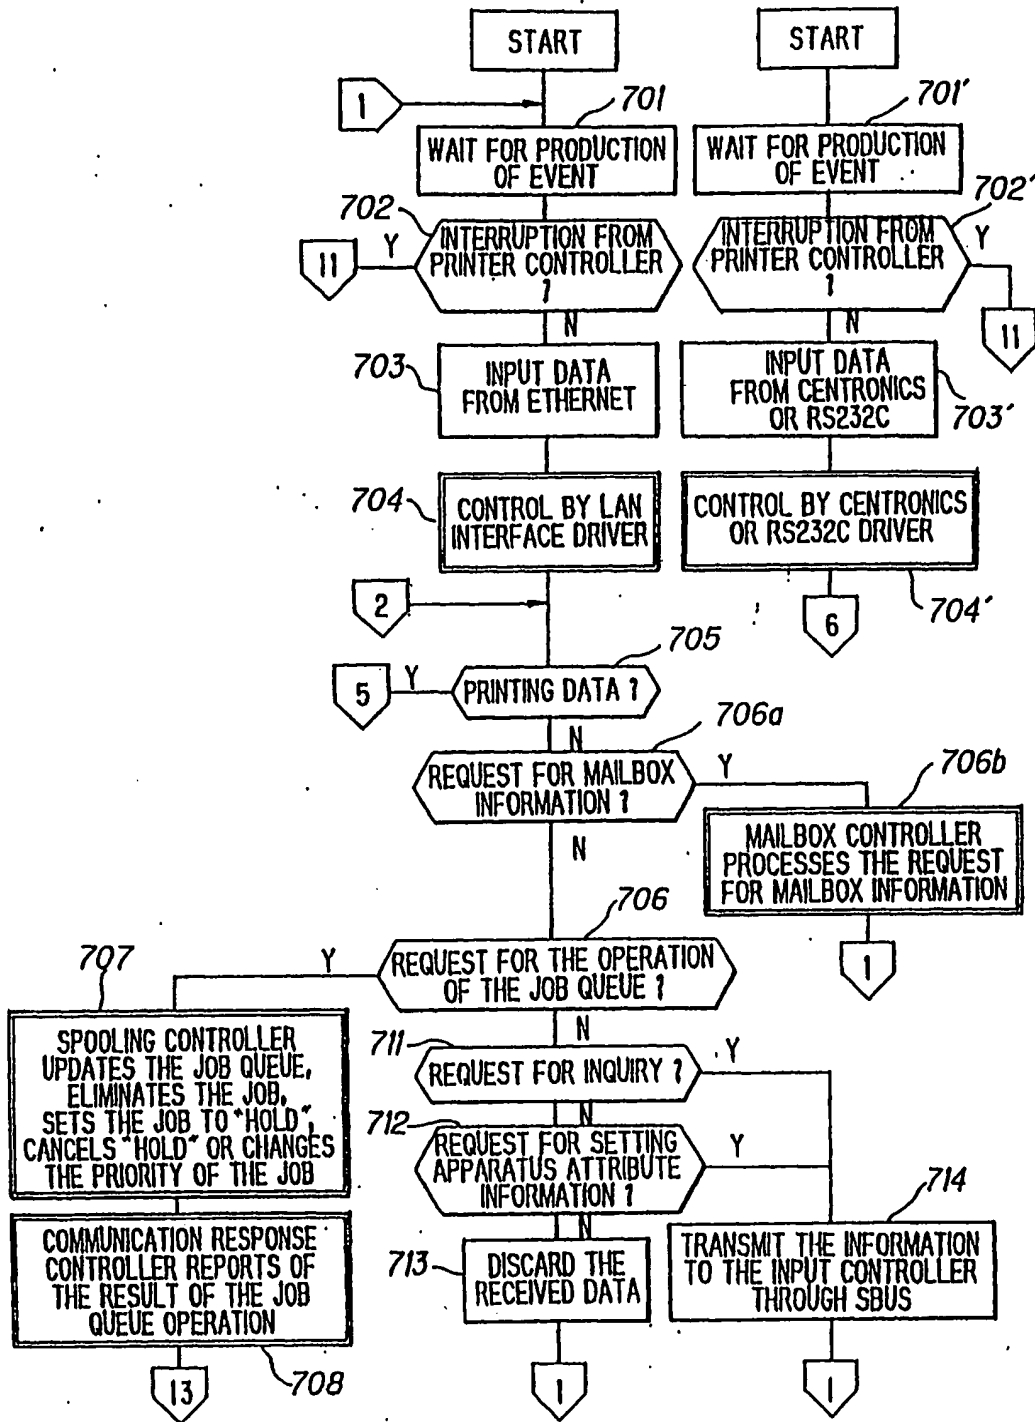 START
START
1
701
701'
WAIT FOR PRODUCTION
OF EVENT
WAIT FOR PRODUCTION
OF EVENT
702
702'
Y
INTERRUPTION FROM
PRINTER CONTROLLER
?
INTERRUPTION FROM
PRINTER CONTROLLER
?
Y
11
11
N
N
703
INPUT DATA
FROM ETHERNET
INPUT DATA
FROM CENTRONICS
OR RS232C
703'
704
CONTROL BY LAN
INTERFACE DRIVER
CONTROL BY CENTRONICS
OR RS232C DRIVER
704'
2
6
705
5
Y
PRINTING DATA ?
N
706a
REQUEST FOR MAILBOX
INFORMATION ?
Y
706b
N
MAILBOX CONTROLLER
PROCESSES THE REQUEST
FOR MAILBOX INFORMATION
1
706
707
Y
REQUEST FOR THE OPERATION
OF THE JOB QUEUE ?
N
SPOOLING CONTROLLER
UPDATES THE JOB QUEUE,
ELIMINATES THE JOB,
SETS THE JOB TO "HOLD",
CANCELS "HOLD" OR CHANGES
THE PRIORITY OF THE JOB
711
REQUEST FOR INQUIRY ?
Y
N
712
REQUEST FOR SETTING
APPARATUS ATTRIBUTE
INFORMATION ?
Y
N
714
COMMUNICATION RESPONSE
CONTROLLER REPORTS OF
THE RESULT OF THE JOB
QUEUE OPERATION
708
13
713
DISCARD THE
RECEIVED DATA
1
TRANSMIT THE INFORMATION
TO THE INPUT CONTROLLER
THROUGH SBUS
1